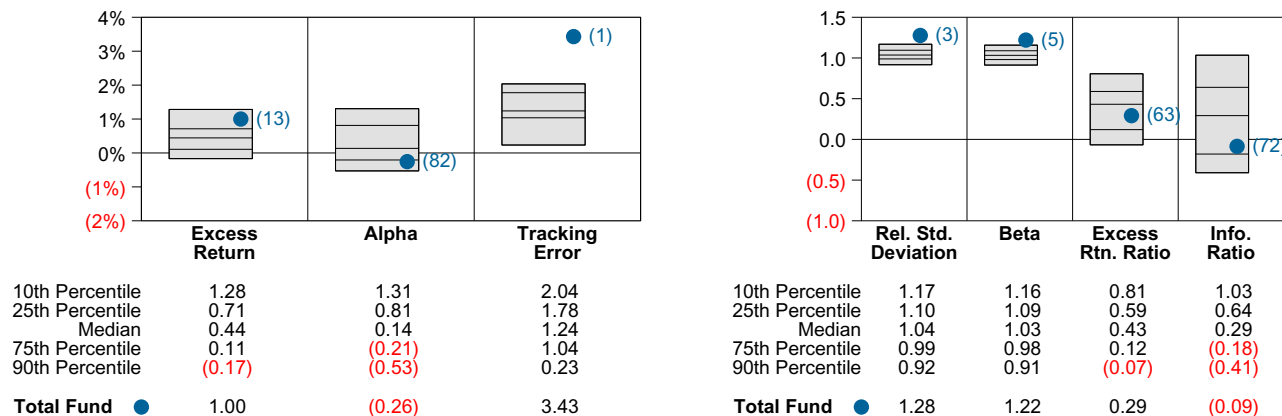 4%
3%
2%
1%
0%
(1%)
(2%)
(13)
(82)
(1)
Excess
Return
Alpha
Tracking
Error
10th Percentile 1.28 1.31 2.04
25th Percentile 0.71 0.81 1.78
Median 0.44 0.14 1.24
75th Percentile 0.11 (0.21) 1.04
90th Percentile (0.17) (0.53) 0.23
Total Fund 1.00 (0.26) 3.43
1.5
1.0
0.5
0.0
(0.5)
(1.0)
(3)
(5)
(63)
(72)
Rel. Std.
Deviation
Beta
Excess
Rtn. Ratio
Info.
Ratio
10th Percentile 1.17 1.16 0.81 1.03
25th Percentile 1.10 1.09 0.59 0.64
Median 1.04 1.03 0.43 0.29
75th Percentile 0.99 0.98 0.12 (0.18)
90th Percentile 0.92 0.91 (0.07) (0.41)
Total Fund 1.28 1.22 0.29 (0.09)